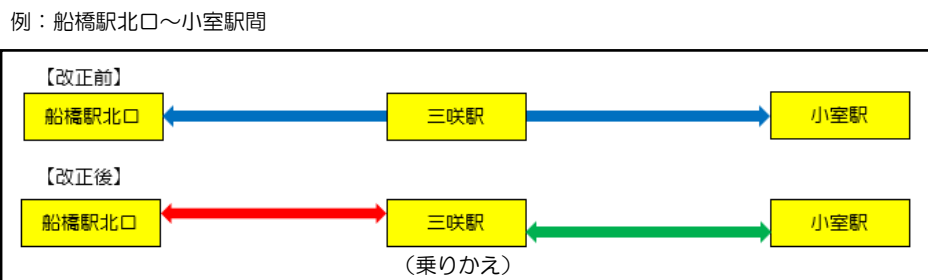 例：船橋駅北口～小室駅間
【改正前】
船橋駅北口 三咲駅 小室駅
【改正後】
船橋駅北口 三咲駅 小室駅
（乗りかえ）